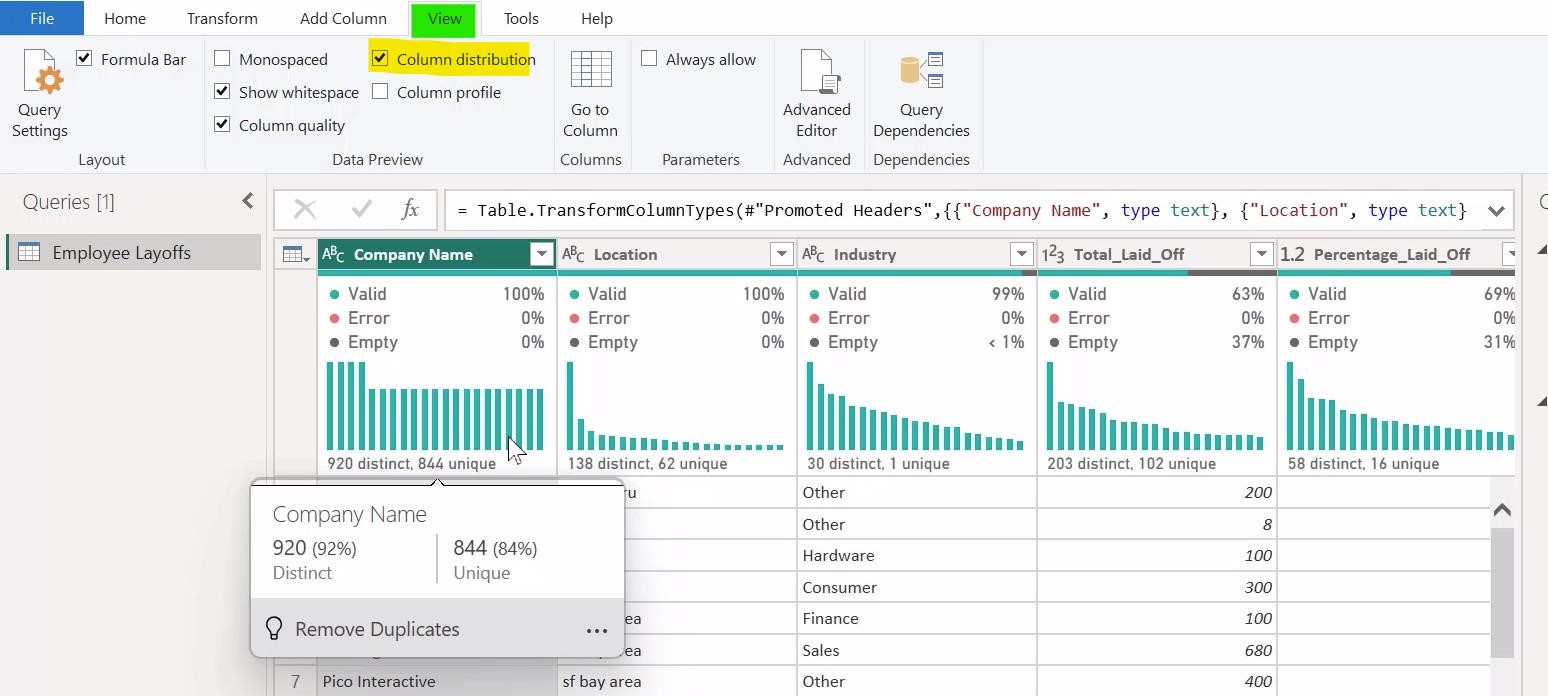 File Home Transform Add Column View Tools Help
Formula Bar Monospaced Column distribution Always allow
Show whitespace Column profile
Column quality
Query Settings
Go to Column
Advanced Editor
Query Dependencies
Layout Data Preview Columns Parameters Advanced Dependencies
Queries [1]
fx = Table.TransformColumnTypes(#"Promoted Headers",{{"Company Name", type text}, {"Location", type text}
Employee Layoffs
ABC Company Name ABC Location ABC Industry 123 Total_Laid_Off 1.2 Percentage_Laid_Off
Valid 100% Valid 100% Valid 99% Valid 63% Valid 69%
Error 0% Error 0% Error 0% Error 0% Error 0%
Empty 0% Empty 0% Empty < 1% Empty 37% Empty 31%
920 distinct, 844 unique 138 distinct, 62 unique 30 distinct, 1 unique 203 distinct, 102 unique 58 distinct, 16 unique
Other 200
Other 8
Hardware 100
Consumer 300
Finance 100
Sales 680
7 Pico Interactive sf bay area Other 400
Company Name
920 (92%) 844 (84%)
Distinct Unique
Remove Duplicates